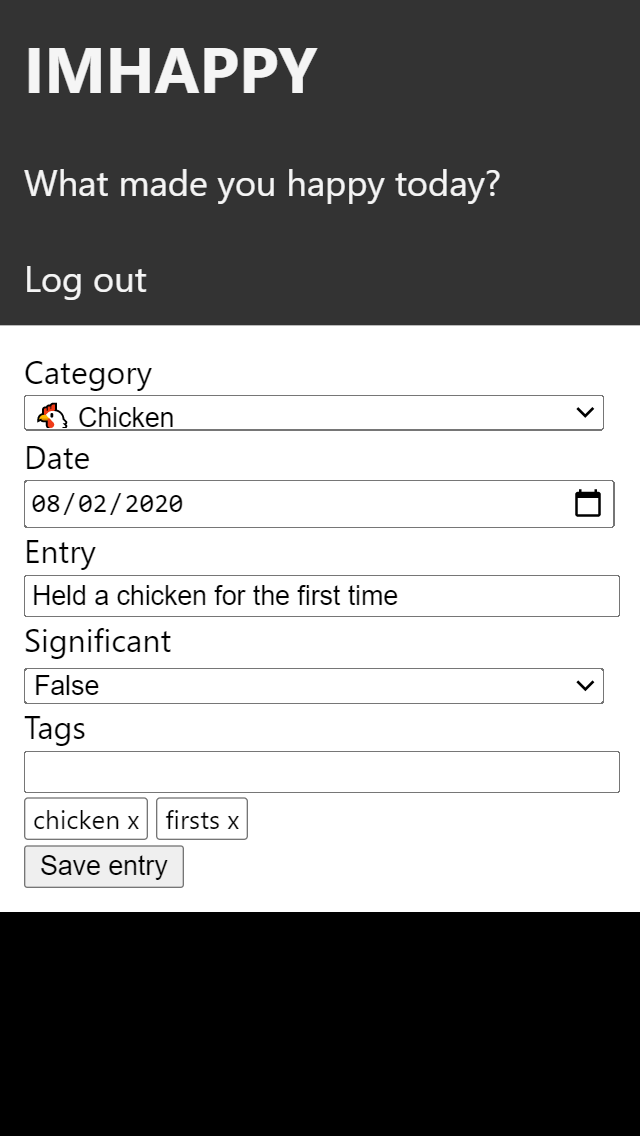 IMHAPPY
What made you happy today?
Log out
Category
🐔 Chicken
Date
08/02/2020
Entry
Held a chicken for the first time
Significant
False
Tags
chicken x firsts x
Save entry